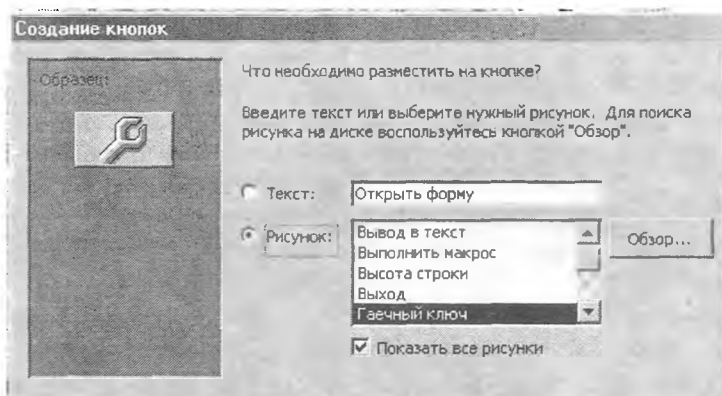 Создание кнопок
Образец:
Что необходимо разместить на кнопке?
Введите текст или выберите нужный рисунок. Для поиска
рисунка на диске воспользуйтесь кнопкой "Обзор".
Текст:
Открыть форму
Рисунок:
Вывод в текст
Выполнить макрос
Высота строки
Выход
Гаечный ключ
Обзор...
Показать все рисунки